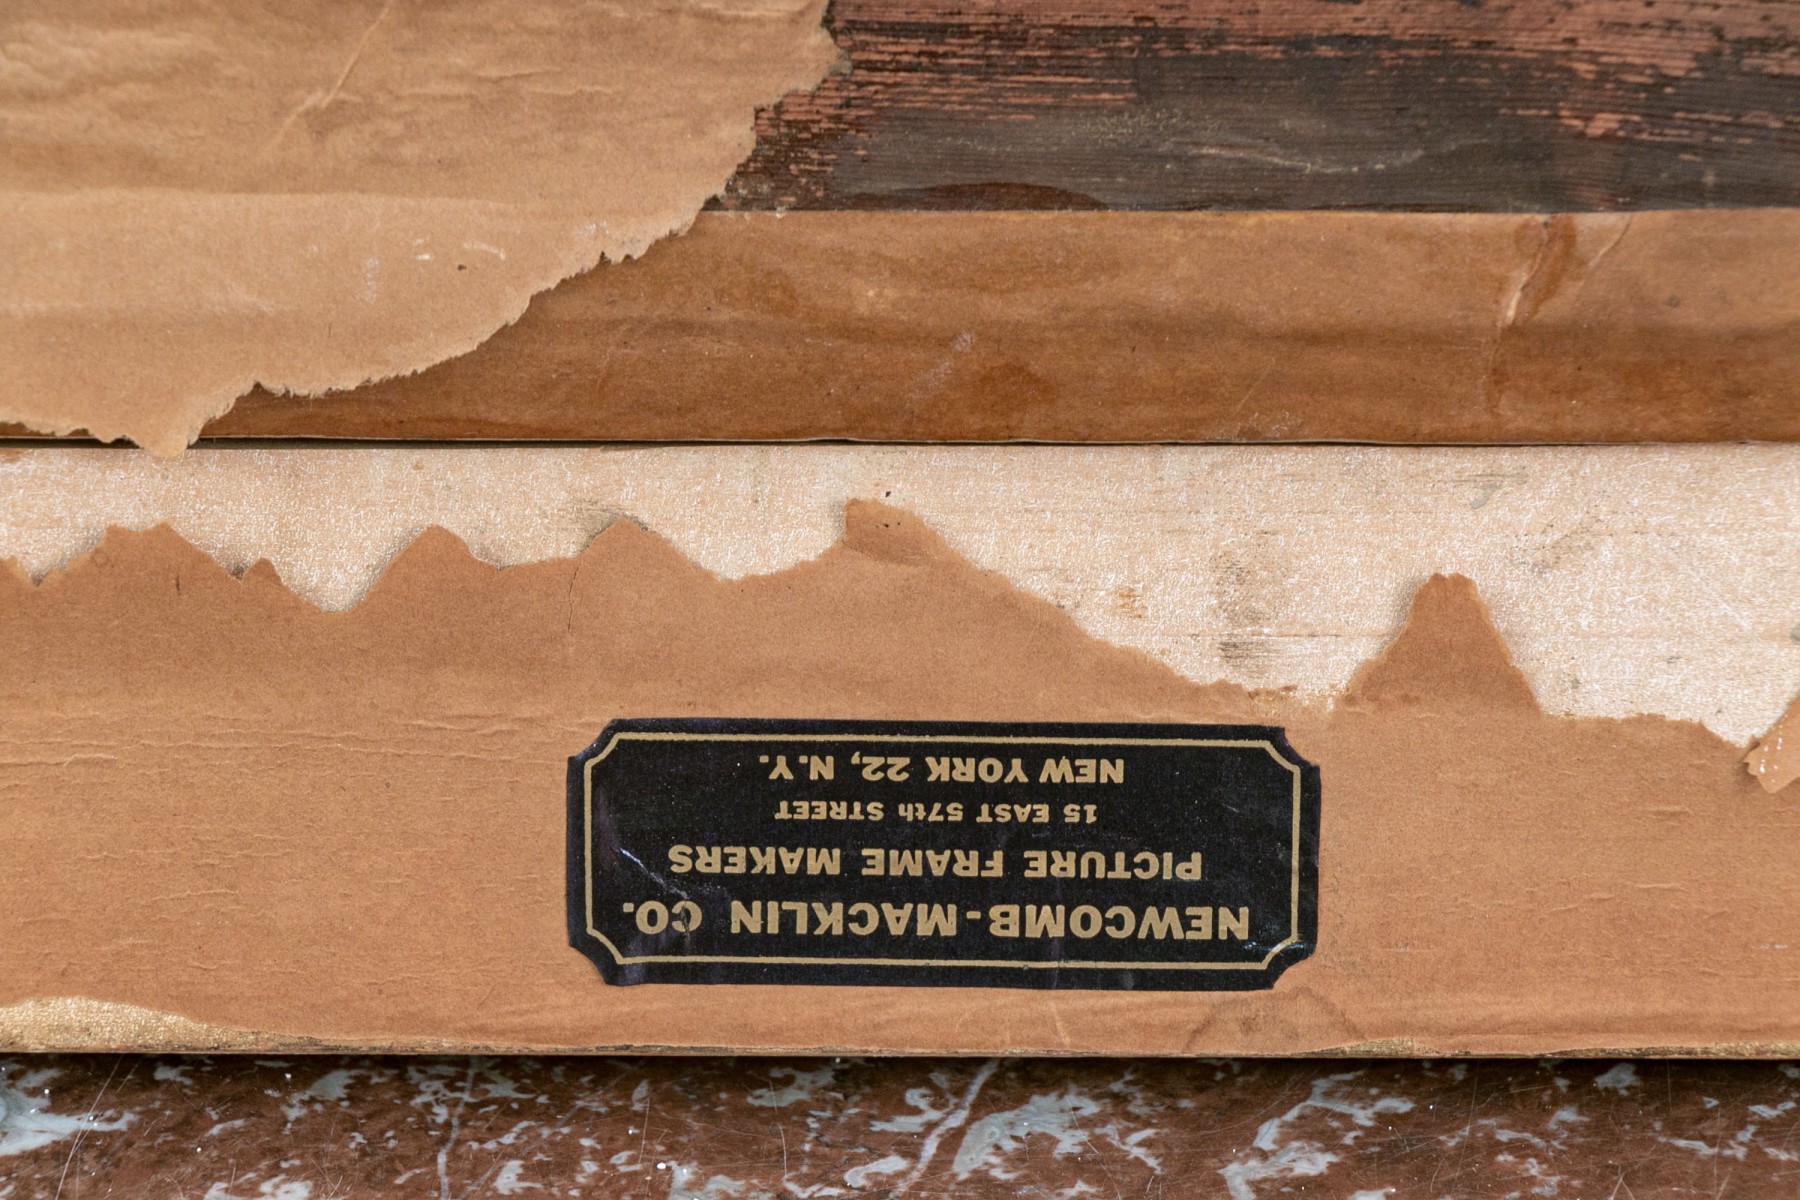 NEWCOMB-MACKLIN CO.
PICTURE FRAME MAKERS
15 EAST 57th STREET
NEW YORK 22, N.Y.